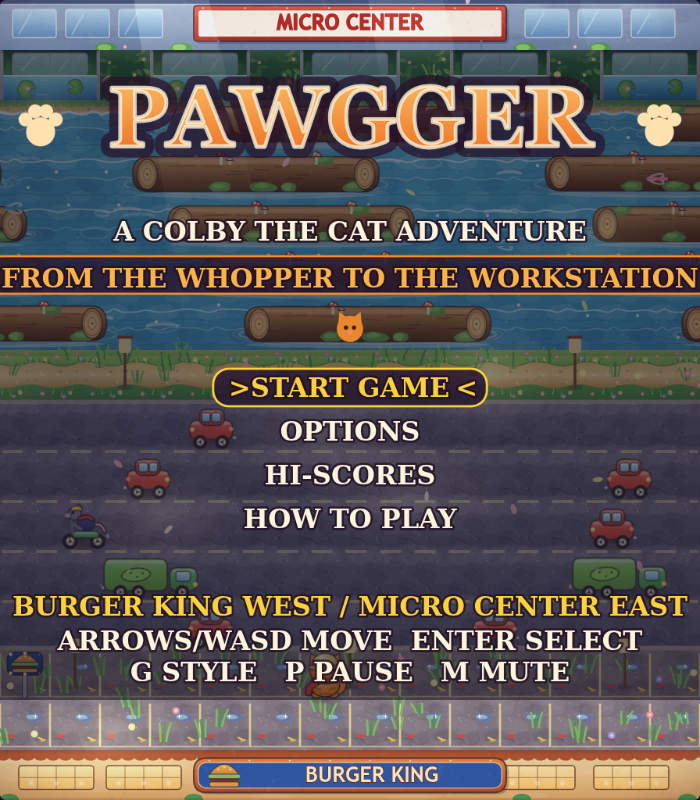 MICRO CENTER
PAWGGER
A COLBY THE CAT ADVENTURE
FROM THE WHOPPER TO THE WORKSTATION
>START GAME <
OPTIONS
HI-SCORES
HOW TO PLAY
BURGER KING WEST / MICRO CENTER EAST
ARROWS/WASD MOVE ENTER SELECT
G STYLE P PAUSE M MUTE
BURGER KING